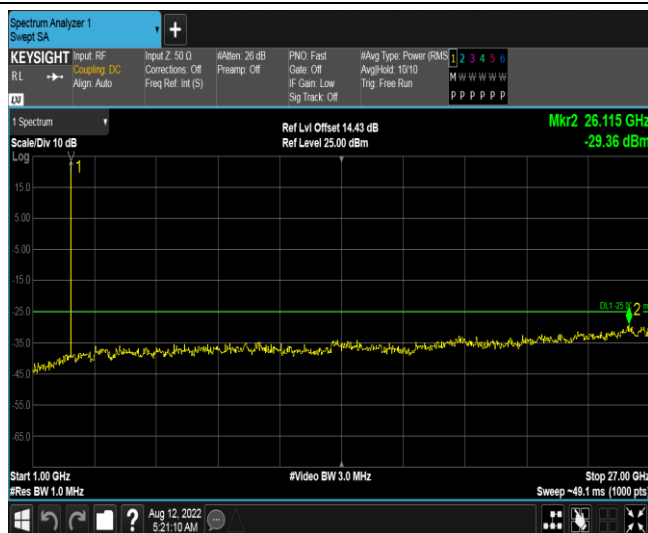 Spectrum Analyzer 1
Swept SA
+
KEYSIGHT
RL
LXI
Input: RF
Coupling: DC
Align: Auto
Input Z: 50 Ω
Corrections: Off
Freq Ref: Int (S)
#Atten: 26 dB
Preamp: Off
PNO: Fast
Gate: Off
IF Gain: Low
Sig Track: Off
#Avg Type: Power (RMS
Avg|Hold: 10/10
Trig: Free Run
1 2 3 4 5 6
M W W W W W
P P P P P P
1 Spectrum
Scale/Div 10 dB
Log
Ref Lvl Offset 14.43 dB
Ref Level 25.00 dBm
Mkr2 26.115 GHz
-29.36 dBm
1
15.0
5.00
-5.00
-15.0
-25.0
DL1 -25.0
2
-35.0
-45.0
-55.0
-65.0
Start 1.00 GHz
#Res BW 1.0 MHz
#Video BW 3.0 MHz
Stop 27.00 GHz
Sweep ~49.1 ms (1000 pts)
?
Aug 12, 2022
5:21:10 AM